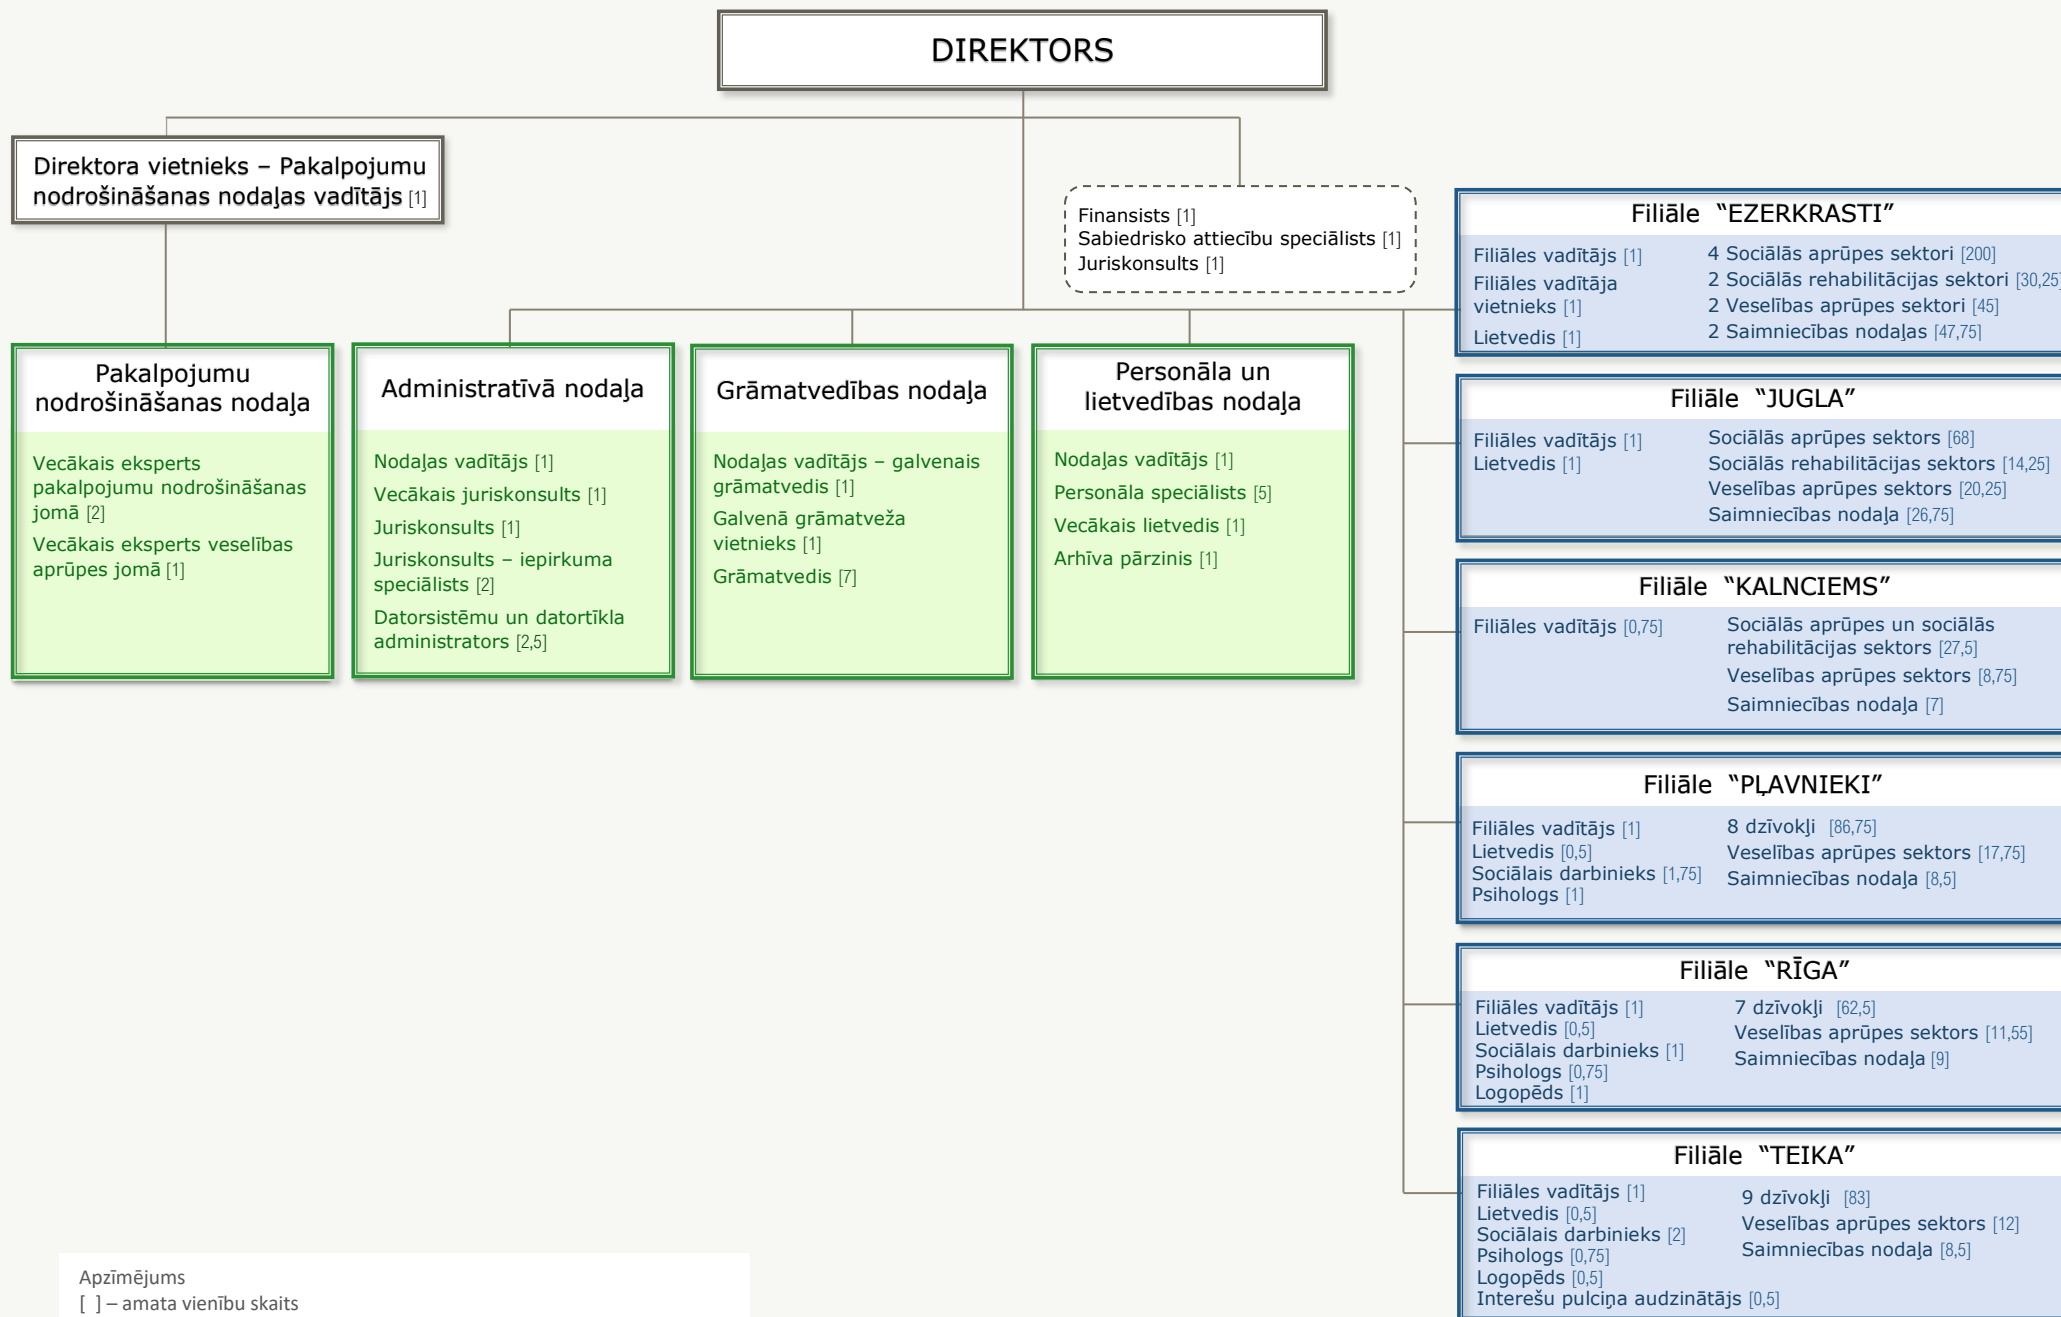 DIREKTORS
Direktora vietnieks – Pakalpojumu
nodrošināšanas nodaļas vadītājs [1]
Finansists [1]
Sabiedrisko attiecību speciālists [1]
Juriskonsults [1]
Pakalpojumu
nodrošināšanas nodaļa
Vecākais eksperts
pakalpojumu nodrošināšanas
jomā [2]
Vecākais eksperts veselības
aprūpes jomā [1]
Administratīvā nodaļa
Nodaļas vadītājs [1]
Vecākais juriskonsults [1]
Juriskonsults [1]
Juriskonsults – iepirkuma
speciālists [2]
Datorsistēmu un datortīkla
administrators [2,5]
Grāmatvedības nodaļa
Nodaļas vadītājs – galvenais
grāmatvedis [1]
Galvenā grāmatveža
vietnieks [1]
Grāmatvedis [7]
Personāla un
lietvedības nodaļa
Nodaļas vadītājs [1]
Personāla speciālists [5]
Vecākais lietvedis [1]
Arhīva pārzinis [1]
Filiāle "EZERKRASTI"
Filiāles vadītājs [1]
Filiāles vadītāja
vietnieks [1]
Lietvedis [1]
4 Sociālās aprūpes sektori [200]
2 Sociālās rehabilitācijas sektori [30,25]
2 Veselības aprūpes sektori [45]
2 Saimniecības nodaļas [47,75]
Filiāle "JUGLA"
Filiāles vadītājs [1]
Lietvedis [1]
Sociālās aprūpes sektors [68]
Sociālās rehabilitācijas sektors [14,25]
Veselības aprūpes sektors [20,25]
Saimniecības nodaļa [26,75]
Filiāle "KALNCIEMS"
Filiāles vadītājs [0,75]
Sociālās aprūpes un sociālās
rehabilitācijas sektors [27,5]
Veselības aprūpes sektors [8,75]
Saimniecības nodaļa [7]
Filiāle "PĻAVNIEKI"
Filiāles vadītājs [1]
Lietvedis [0,5]
Sociālais darbinieks [1,75]
Psihologs [1]
8 dzīvokļi [86,75]
Veselības aprūpes sektors [17,75]
Saimniecības nodaļa [8,5]
Filiāle "RĪGA"
Filiāles vadītājs [1]
Lietvedis [0,5]
Sociālais darbinieks [1]
Psihologs [0,75]
Logopēds [1]
7 dzīvokļi [62,5]
Veselības aprūpes sektors [11,55]
Saimniecības nodaļa [9]
Filiāle "TEIKA"
Filiāles vadītājs [1]
Lietvedis [0,5]
Sociālais darbinieks [2]
Psihologs [0,75]
Logopēds [0,5]
Interešu pulciņa audzinātājs [0,5]
9 dzīvokļi [83]
Veselības aprūpes sektors [12]
Saimniecības nodaļa [8,5]
Apzīmējums
[ ] – amata vienību skaits